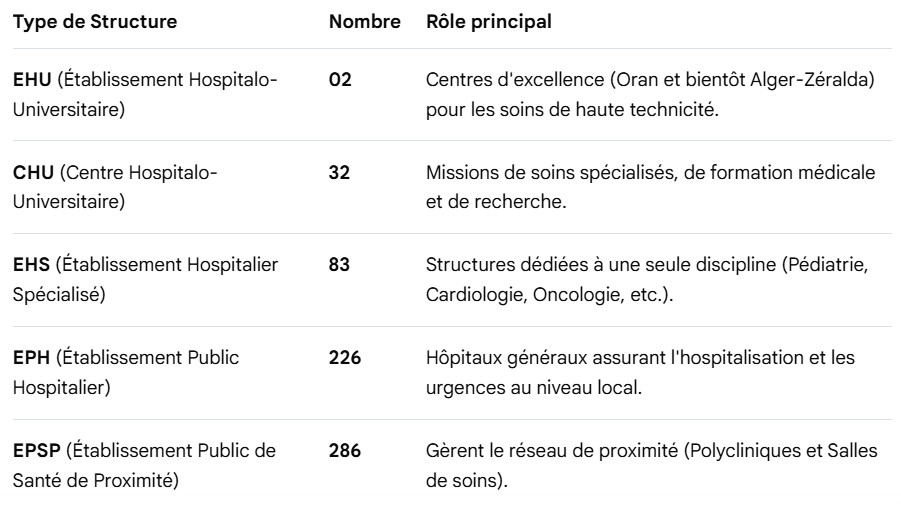 Type de Structure Nombre Rôle principal
EHU (Établissement Hospitalo- 02 Centres d'excellence (Oran et bientôt Alger-Zéralda)
Universitaire) pour les soins de haute technicité.
CHU (Centre Hospitalo- 32 Missions de soins spécialisés, de formation médicale
Universitaire) et de recherche.
EHS (Établissement Hospitalier 83 Structures dédiées à une seule discipline (Pédiatrie,
Spécialisé) Cardiologie, Oncologie, etc.).
EPH (Établissement Public 226 Hôpitaux généraux assurant l'hospitalisation et les
Hospitalier) urgences au niveau local.
EPSP (Établissement Public de 286 Gèrent le réseau de proximité (Polycliniques et Salles
Santé de Proximité) de soins).